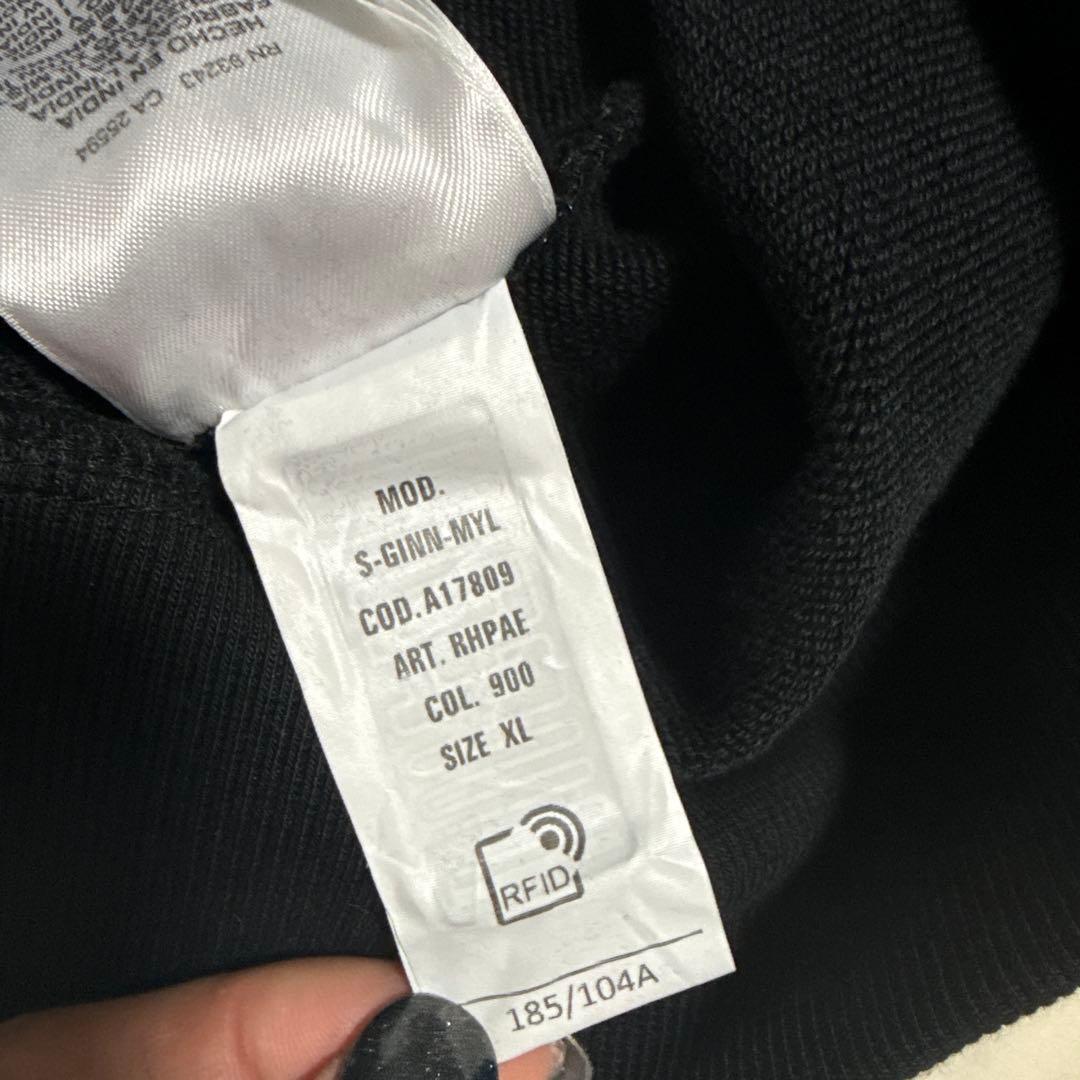 HECHO EN INDIA
RN 93243 CA 25594
MOD.
S-GINN-MYL
COD.A17809
ART. RHPAE
COL. 900
SIZE XL
RFID
185/104A